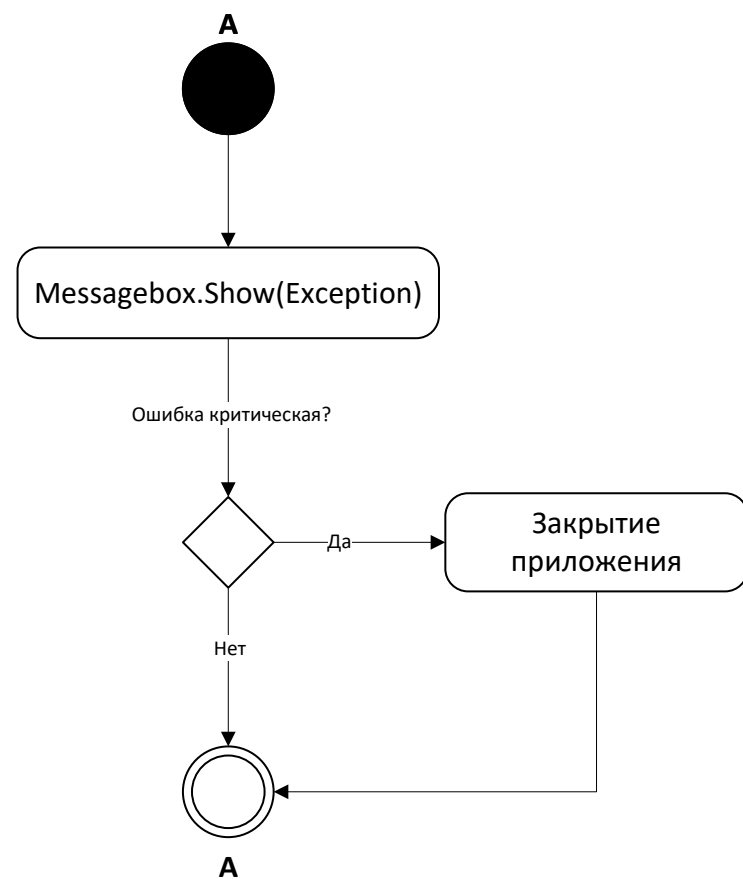 A
Messagebox.Show(Exception)
Ошибка критическая?
Да
Закрытие
приложения
Нет
A